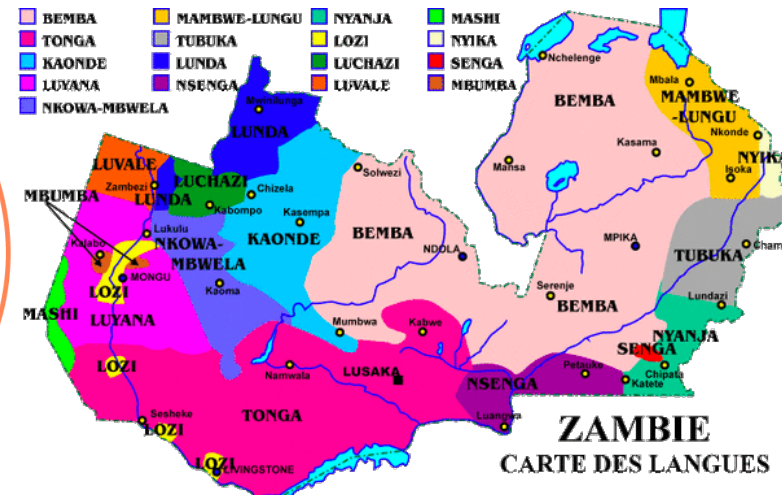 BEMBA
MAMBWE-LUNGU
NYANJA
MASHI
TONGA
TUBUKA
LOZI
NYIKA
KAONDE
LUNDA
LUCHAZI
SENGA
LUYANA
NSENGA
LUVALE
MBUMBA
NKOWA-MBWELA
Nchelenge
Mbala
MAMBWE
-LUNGU
BEMBA
Mwinilunga
LUNDA
Nkonde
Kasama
Mansa
NYIKA
Isoka
LUVALE
Solwezi
LUCHAZI
Zambezi
Chizela
MBUMBA
LUNDA
Kabompo
Kasempa
Lukulu
BEMBA
KAONDE
NKOWA-
MBWELA
Kalabo
NDOLA
MPIKA
Cham
TUBUKA
MONGU
LOZI
Kaoma
Serenje
BEMBA
Lundazi
MASHI
LUYANA
Mumbwa
Kabwe
NYANJA
SENGA
LOZI
Namwala
LUSAKA
Petauke
Chipata
NSENGA
Katete
Sesheke
TONGA
Luangwa
LOZI
ZAMBIE
LOZI
LIVINGSTONE
CARTE DES LANGUES